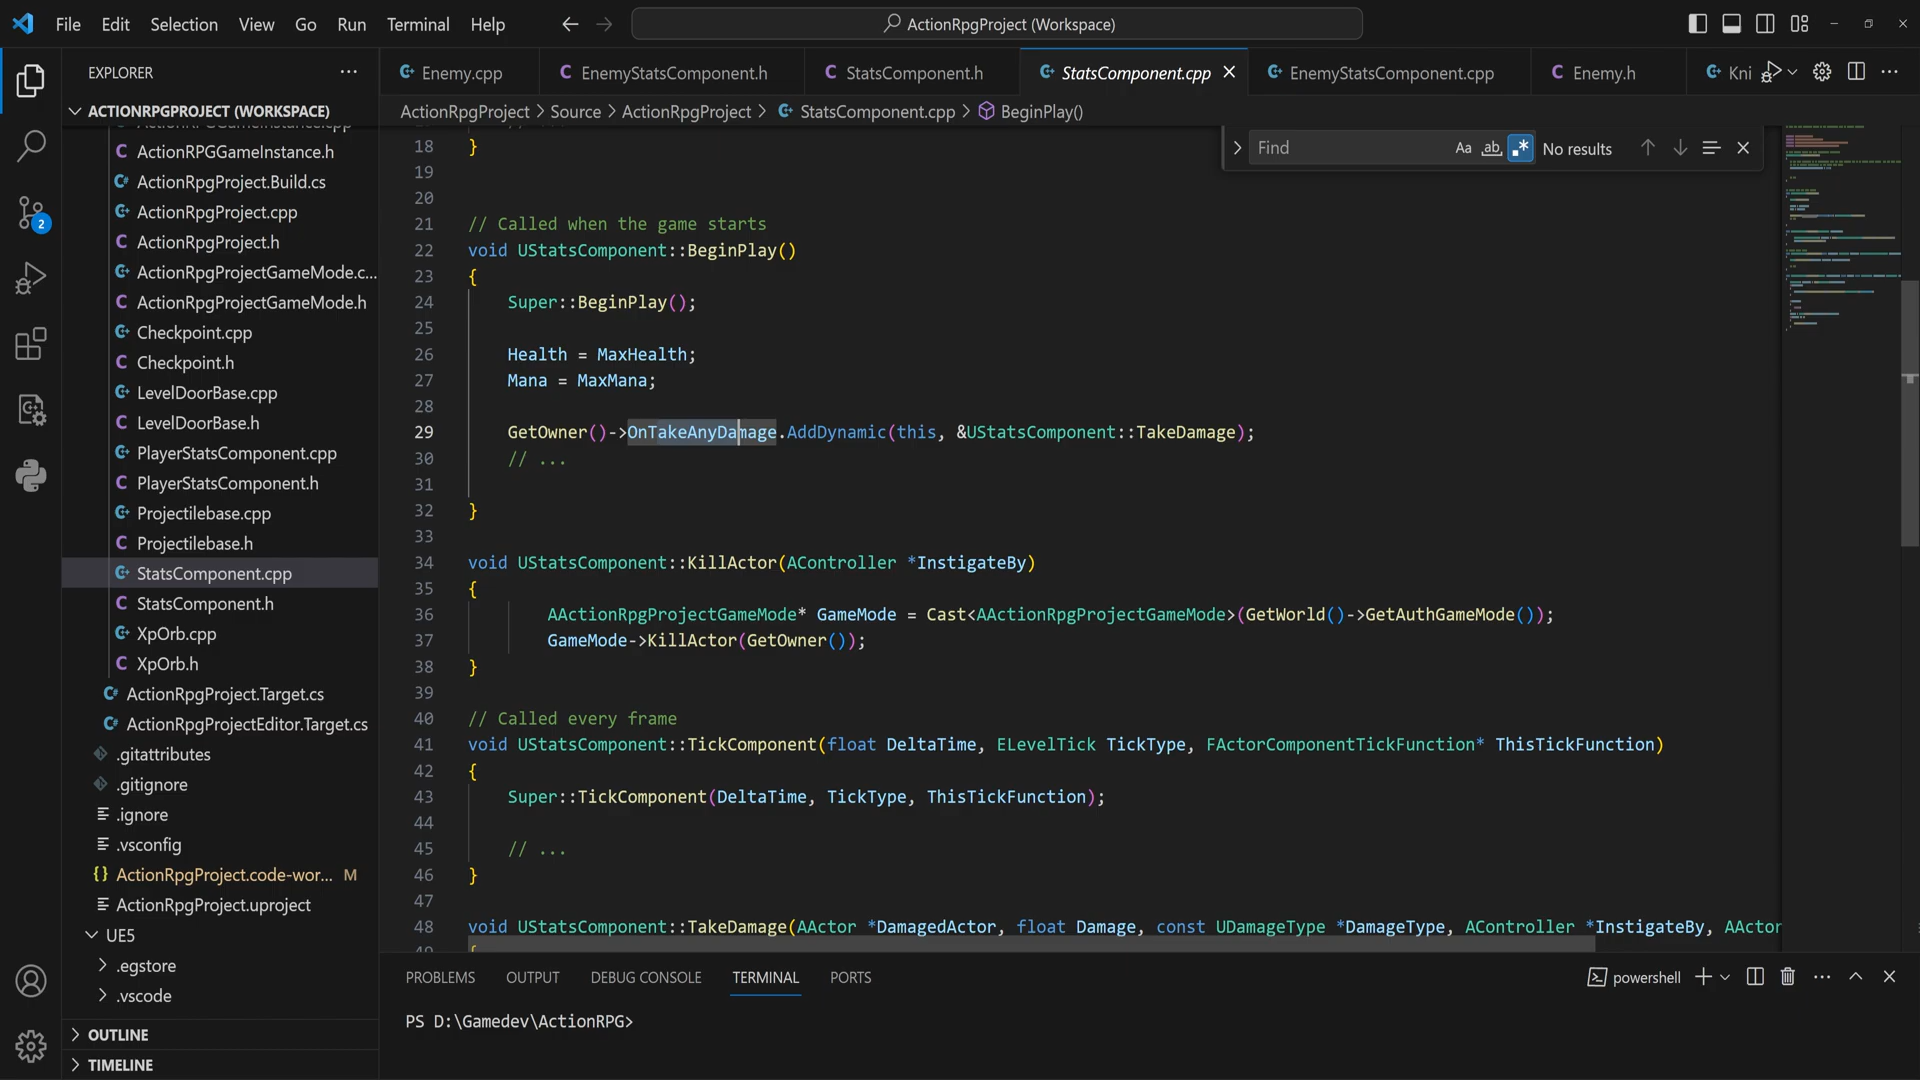 File Edit Selection View Go Run Terminal Help
ActionRpgProject (Workspace)
EXPLORER
ACTIONRPGPROJECT (WORKSPACE)
ActionRPGGameInstance.cpp
ActionRPGGameInstance.h
ActionRpgProject.Build.cs
ActionRpgProject.cpp
ActionRpgProject.h
ActionRpgProjectGameMode.c...
ActionRpgProjectGameMode.h
Checkpoint.cpp
Checkpoint.h
LevelDoorBase.cpp
LevelDoorBase.h
PlayerStatsComponent.cpp
PlayerStatsComponent.h
Projectilebase.cpp
Projectilebase.h
StatsComponent.cpp
StatsComponent.h
XpOrb.cpp
XpOrb.h
ActionRpgProject.Target.cs
ActionRpgProjectEditor.Target.cs
.gitattributes
.gitignore
.ignore
.vsconfig
ActionRpgProject.code-wor... M
ActionRpgProject.uproject
UE5
.egstore
.vscode
OUTLINE
TIMELINE
2
Enemy.cpp EnemyStatsComponent.h StatsComponent.h StatsComponent.cpp EnemyStatsComponent.cpp Enemy.h Kni
ActionRpgProject > Source > ActionRpgProject > StatsComponent.cpp > BeginPlay()
Find Aa ab No results
18 }
19
20
21 // Called when the game starts
22 void UStatsComponent::BeginPlay()
23 {
24 Super::BeginPlay();
25
26 Health = MaxHealth;
27 Mana = MaxMana;
28
29 GetOwner()->OnTakeAnyDamage.AddDynamic(this, &UStatsComponent::TakeDamage);
30 // ...
31
32 }
33
34 void UStatsComponent::KillActor(AController *InstigateBy)
35 {
36 AActionRpgProjectGameMode* GameMode = Cast<AActionRpgProjectGameMode>(GetWorld()->GetAuthGameMode());
37 GameMode->KillActor(GetOwner());
38 }
39
40 // Called every frame
41 void UStatsComponent::TickComponent(float DeltaTime, ELevelTick TickType, FActorComponentTickFunction* ThisTickFunction)
42 {
43 Super::TickComponent(DeltaTime, TickType, ThisTickFunction);
44
45 // ...
46 }
47
48 void UStatsComponent::TakeDamage(AActor *DamagedActor, float Damage, const UDamageType *DamageType, AController *InstigateBy, AActor
49 {
PROBLEMS OUTPUT DEBUG CONSOLE TERMINAL PORTS
powershell
PS D:\Gamedev\ActionRPG>